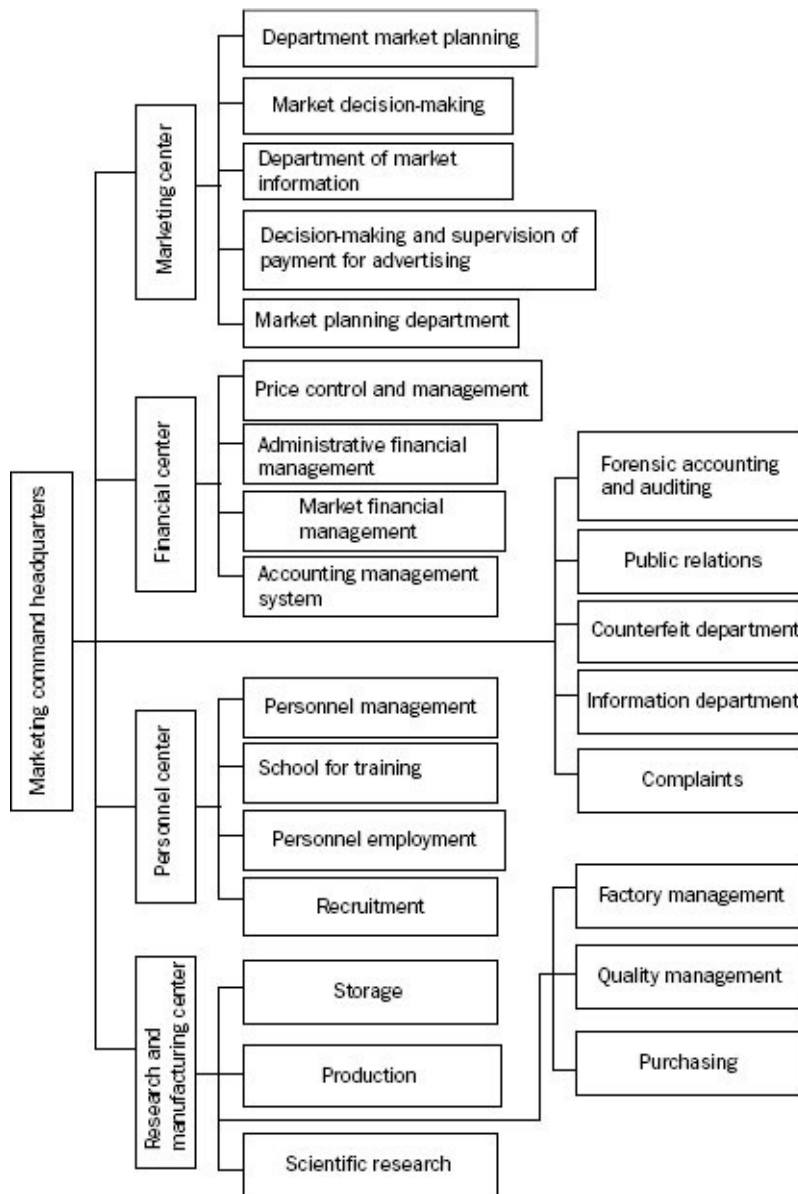 Marketing command headquarters
Marketing center
Department market planning
Market decision-making
Department of market
information
Decision-making and supervision of
payment for advertising
Market planning department
Financial center
Price control and management
Administrative financial
management
Market financial
management
Accounting management
system
Forensic accounting
and auditing
Public relations
Counterfeit department
Information department
Complaints
Personnel center
Personnel management
School for training
Personnel employment
Recruitment
Research and
manufacturing center
Storage
Production
Scientific research
Factory management
Quality management
Purchasing